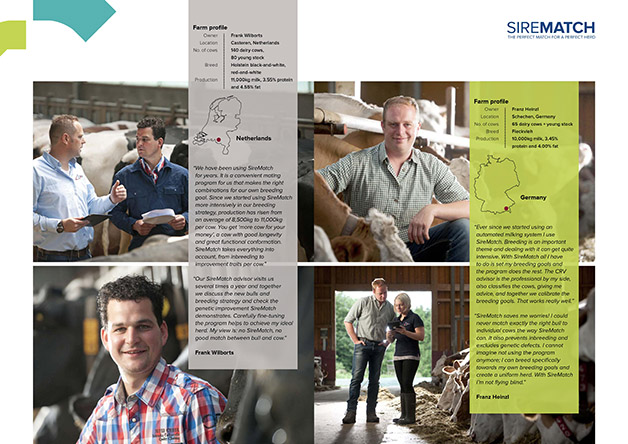 SIREMATCH
THE PERFECT MATCH FOR A PERFECT HERD
Farm profile
Owner Frank Wilborts
Location Casteren, Netherlands
No. of cows 140 dairy cows,
80 young stock
Breed Holstein black-and-white,
red-and-white
Production 11,000kg milk, 3.55% protein
and 4.55% fat
Netherlands
"We have been using SireMatch
for years. It is a convenient mating
program for us that makes the right
combinations for our own breeding
goal. Since we started using SireMatch
more intensively in our breeding
strategy, production has risen from
an average of 8,500kg to 11,000kg
per cow. You get 'more cow for your
money', a cow with good longevity
and great functional conformation.
SireMatch takes everything into
account, from inbreeding to
improvement traits per cow."
"Our SireMatch advisor visits us
several times a year and together
we discuss the new bulls and
breeding strategy and check the
genetic improvement SireMatch
demonstrates. Carefully fine-tuning
the program helps to achieve my ideal
herd. My view is; no SireMatch, no
good match between bull and cow."
Frank Wilborts
Farm profile
Owner Franz Heinzl
Location Schechen, Germany
No. of cows 65 dairy cows + young stock
Breed Fleckvieh
Production 10,000kg milk, 3.45%
protein and 4.00% fat
Germany
"Ever since we started using an
automated milking system I use
SireMatch. Breeding is an important
theme and dealing with it can get quite
intensive. With SireMatch all I have
to do is set my breeding goals and
the program does the rest. The CRV
advisor is the professional by my side,
also classifies the cows, giving me
advice, and together we calibrate the
breeding goals. That works really well."
"SireMatch saves me worries! I could
never match exactly the right bull to
individual cows the way SireMatch
can. It also prevents inbreeding and
excludes genetic defects. I cannot
imagine not using the program
anymore; I can breed specifically
towards my own breeding goals and
create a uniform herd. With SireMatch
I'm not flying blind."
Franz Heinzl